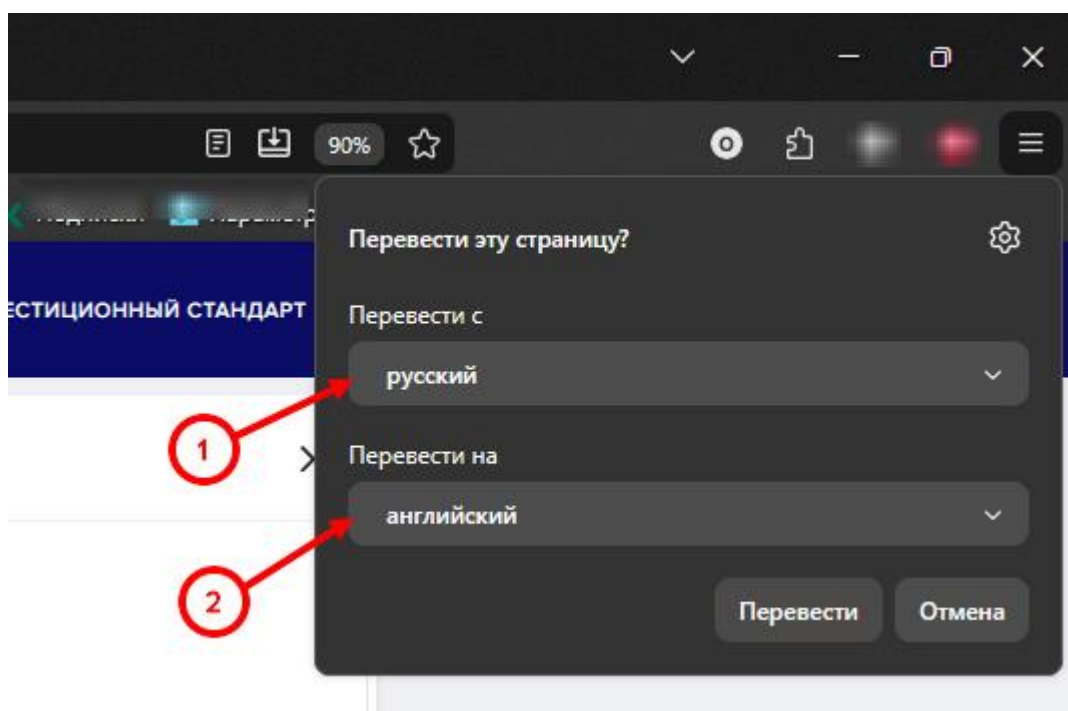 90%
Перевести эту страницу?
ЕСТИЦИОННЫЙ СТАНДАРТ
Перевести с
русский
1
Перевести на
английский
2
Перевести Отмена